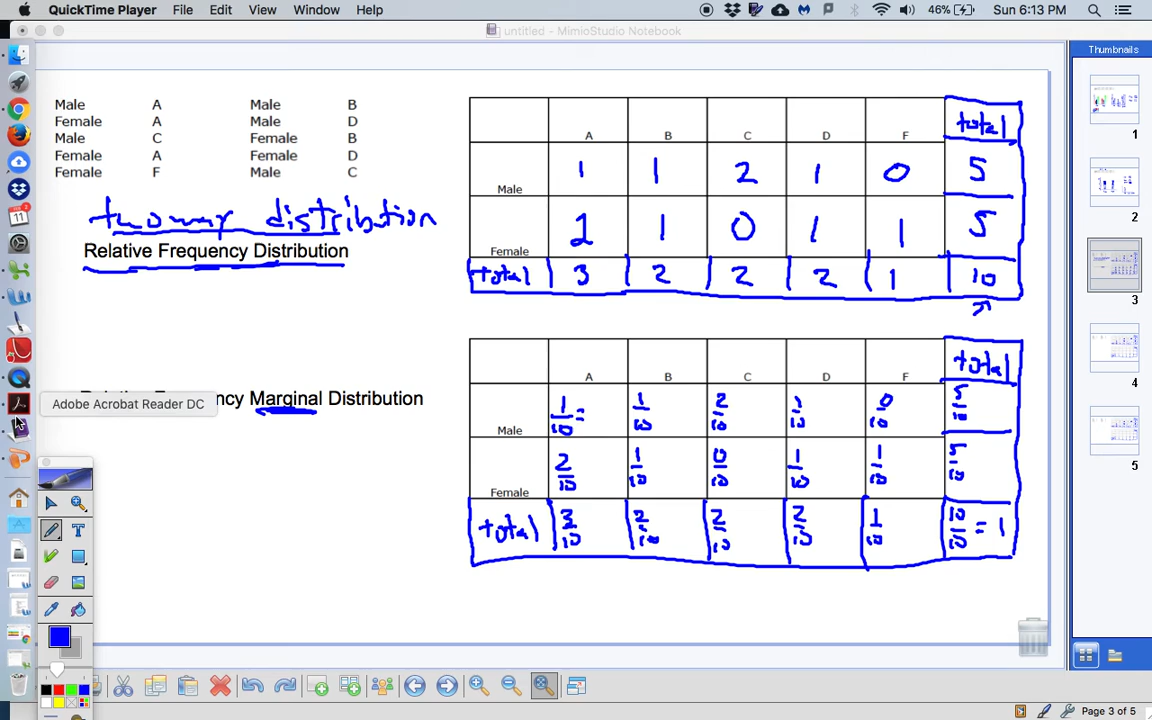 QuickTime Player File Edit View Window Help 46% Sun 6:13 PM
untitled - MimioStudio Notebook
Thumbnails
Male A Male B
Female A Male D
Male C Female B
Female A Female D
Female F Male C
two way distribution
Relative Frequency Distribution
A B C D F total
Male 1 1 2 1 0 5
Female 2 1 0 1 1 5
total 3 2 2 2 1 10
Adobe Acrobat Reader DC
ncy Marginal Distribution
A B C D F total
Male 1/10 = 1/10 2/10 1/10 0/10 5/10
Female 2/10 1/10 0/10 1/10 1/10 5/10
total 3/10 2/10 2/10 2/10 1/10 10/10 = 1
1
2
3
4
5
11
T
Page 3 of 5